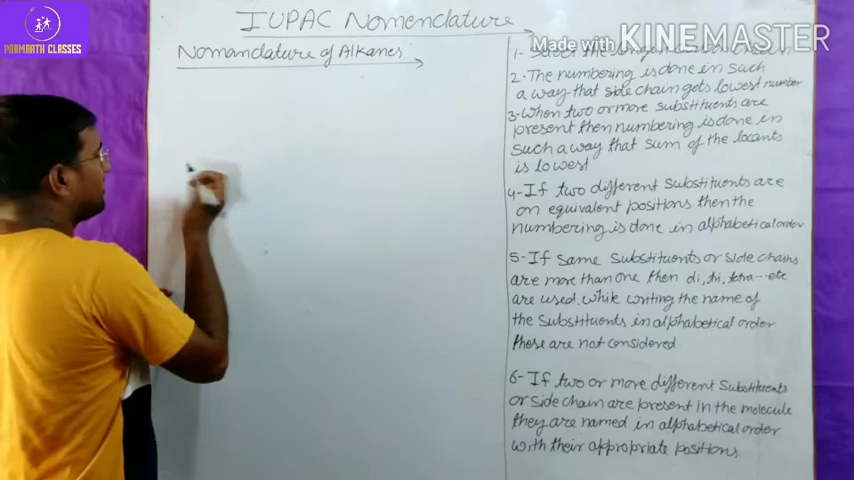 PARMARTH CLASSES
IUPAC Nomenclature
Made with KINEMASTER
Nomanclature of Alkanes
1- Select the longest
2- The numbering is done in such
a way that side chain gets lowest number
3- When two or more substituents are
present then numbering is done in
such a way that sum of the locants
is lowest
4- If two different substituents are
on equivalent positions then the
numbering is done in alphabetical order
5- If same substituents or side chains
are more than one then di, tri, tetra...etc
are used. While writing the name of
the substituents in alphabetical order
these are not considered
6- If two or more different substituents
or side chain are present in the molecule
they are named in alphabetical order
with their appropriate positions.